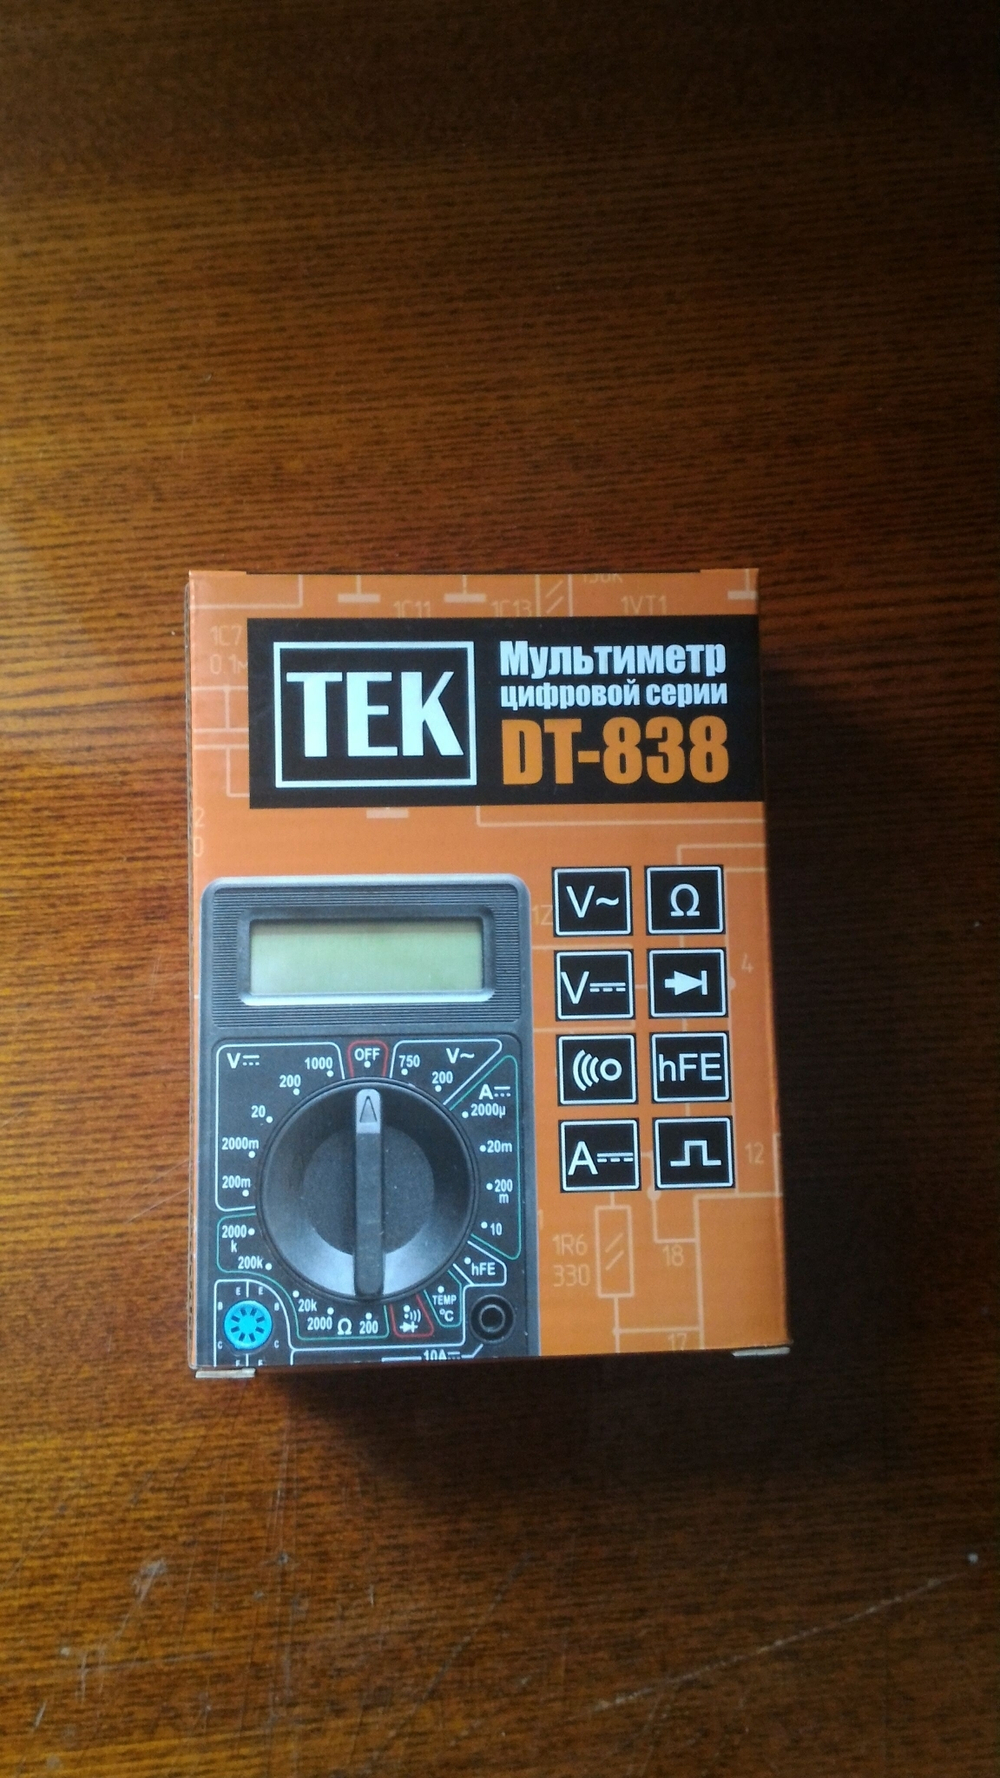 1C11
1C13
1VT1
1C7
TEK
Мультиметр
цифровой серии
DT-838
V~
Ω
V
4
hFE
A
12
1R6
330
18
17
V
1000
OFF
750
V~
200
200
A
2000µ
20
20m
2000m
200m
200
m
10
2000
k
200k
hFE
20k
2000
Ω
200
TEMP
°C
E E
B B
C C
E E
10A